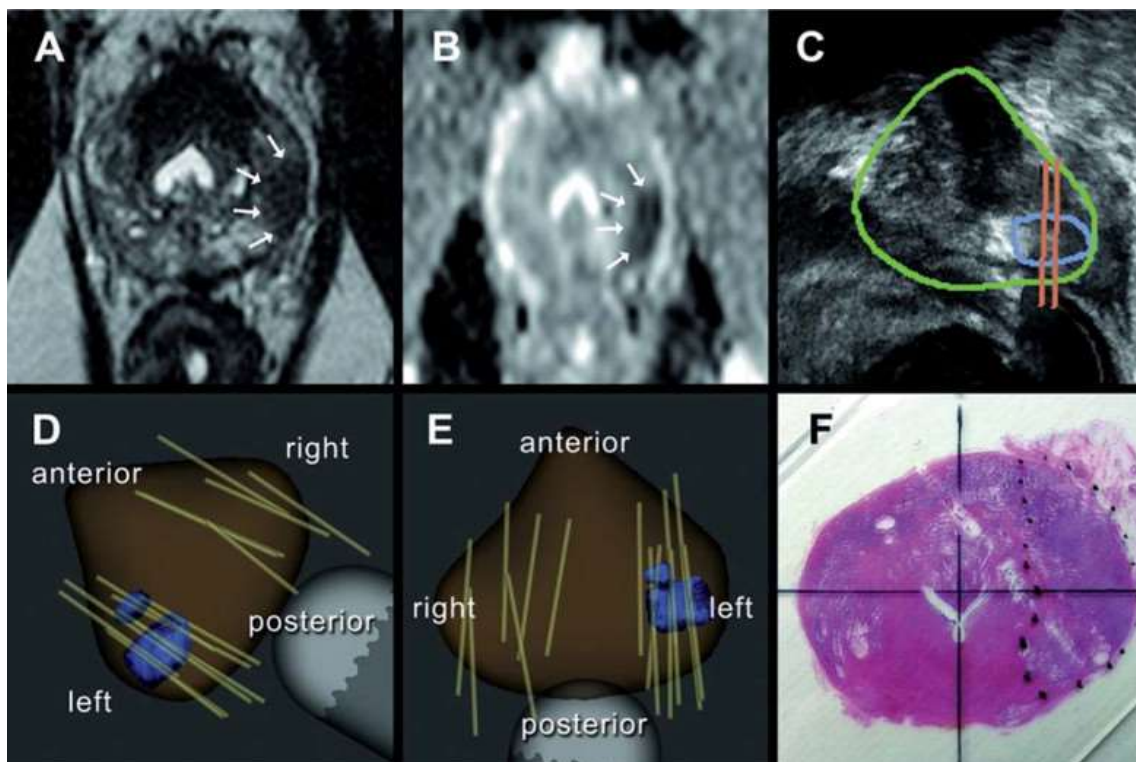 A
B
C
D
anterior
right
posterior
left
E
anterior
right
left
posterior
F